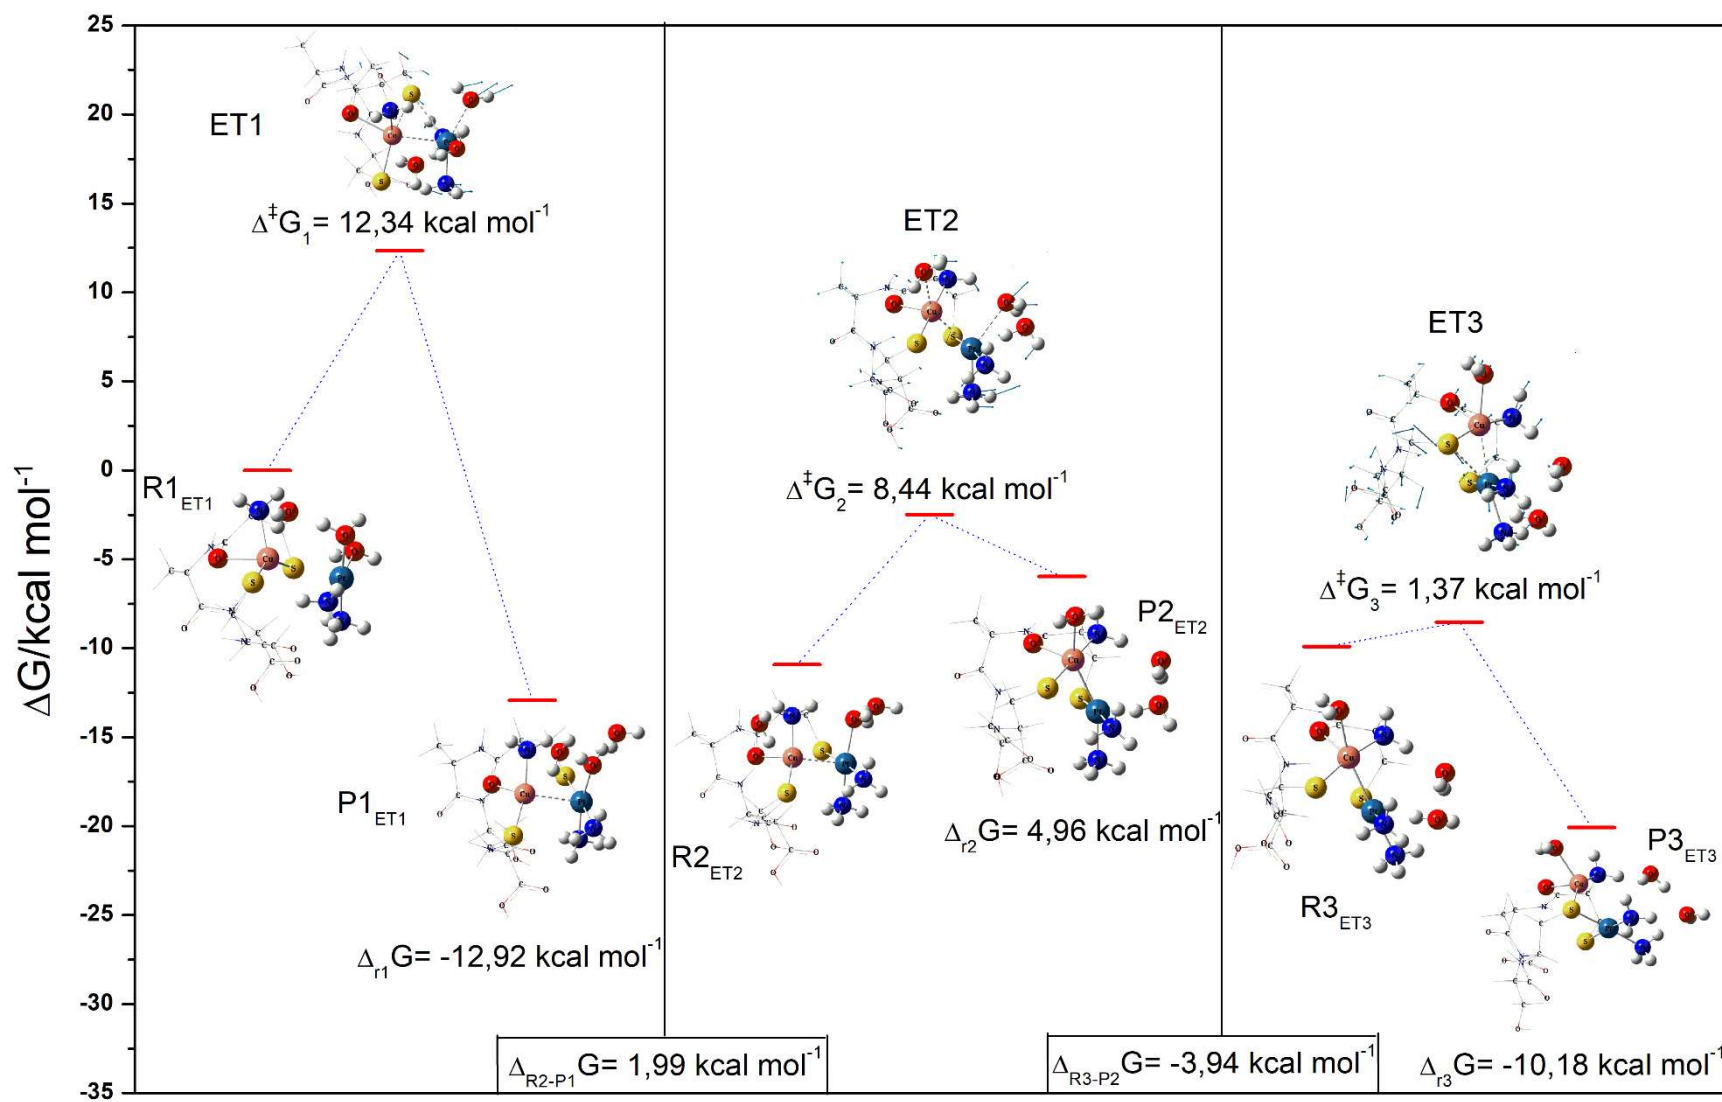 ΔG/kcal mol⁻¹
25
20
15
10
5
0
-5
-10
-15
-20
-25
-30
-35
ET1
Δ‡G₁= 12,34 kcal mol⁻¹
R1ET1
P1ET1
Δr1G= -12,92 kcal mol⁻¹
ΔR2-P1G= 1,99 kcal mol⁻¹
ET2
Δ‡G₂= 8,44 kcal mol⁻¹
R2ET2
P2ET2
Δr2G= 4,96 kcal mol⁻¹
ΔR3-P2G= -3,94 kcal mol⁻¹
ET3
Δ‡G₃= 1,37 kcal mol⁻¹
R3ET3
P3ET3
Δr3G= -10,18 kcal mol⁻¹